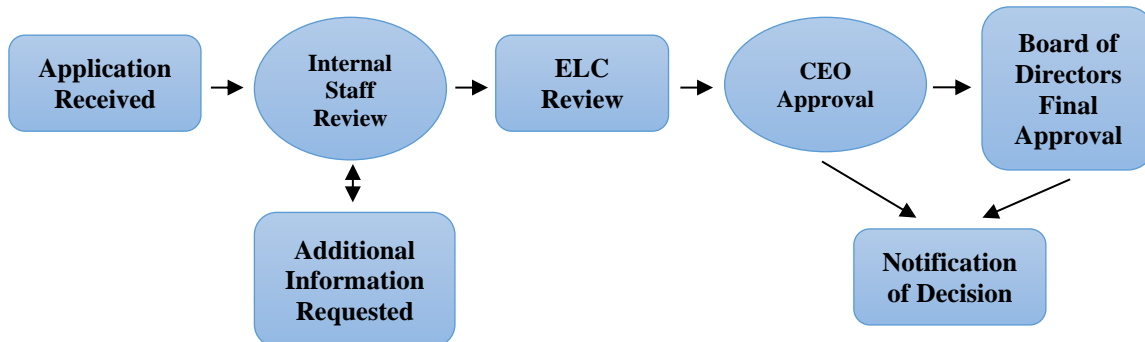 Application
Received
Internal
Staff
Review
ELC
Review
CEO
Approval
Board of
Directors
Final
Approval
Additional
Information
Requested
Notification
of Decision